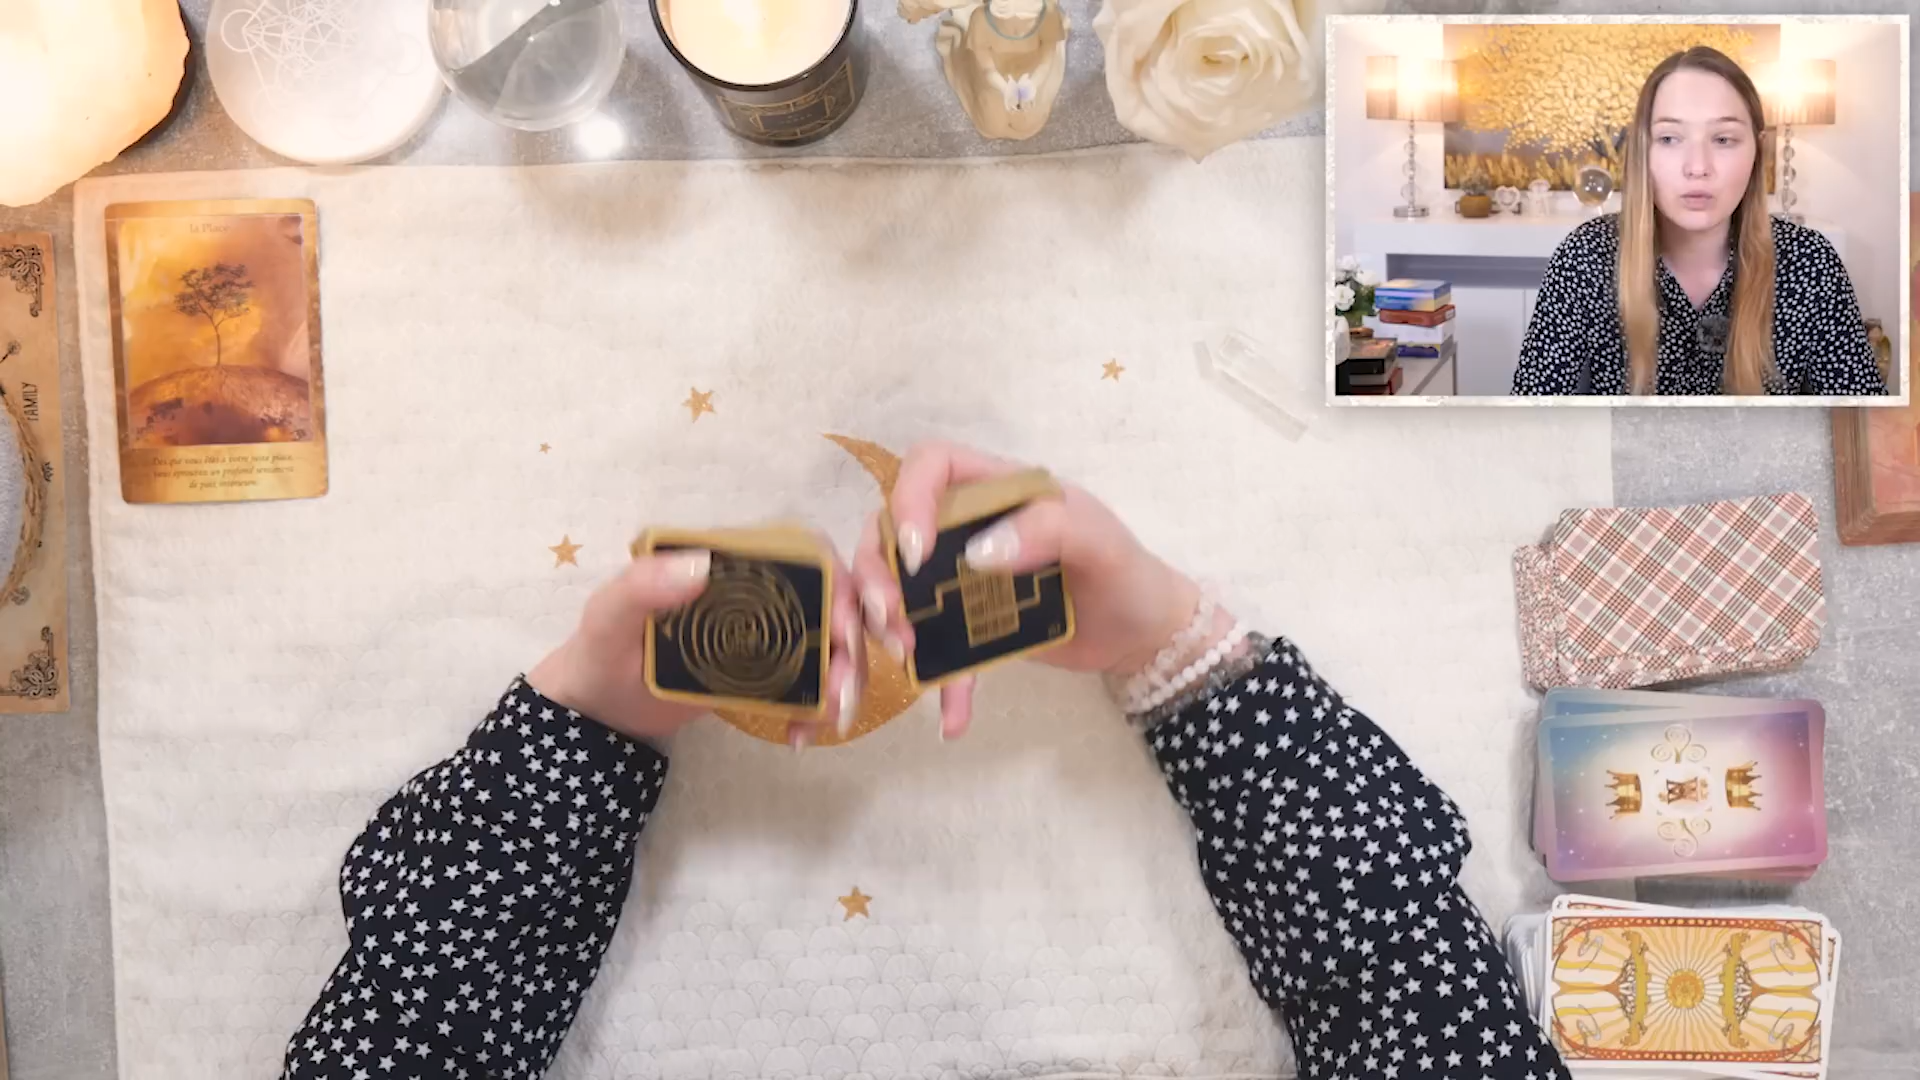 la Place
Dès que vous êtes à votre juste place,
vous éprouvez un profond sentiment
de paix intérieure.
FAMILY